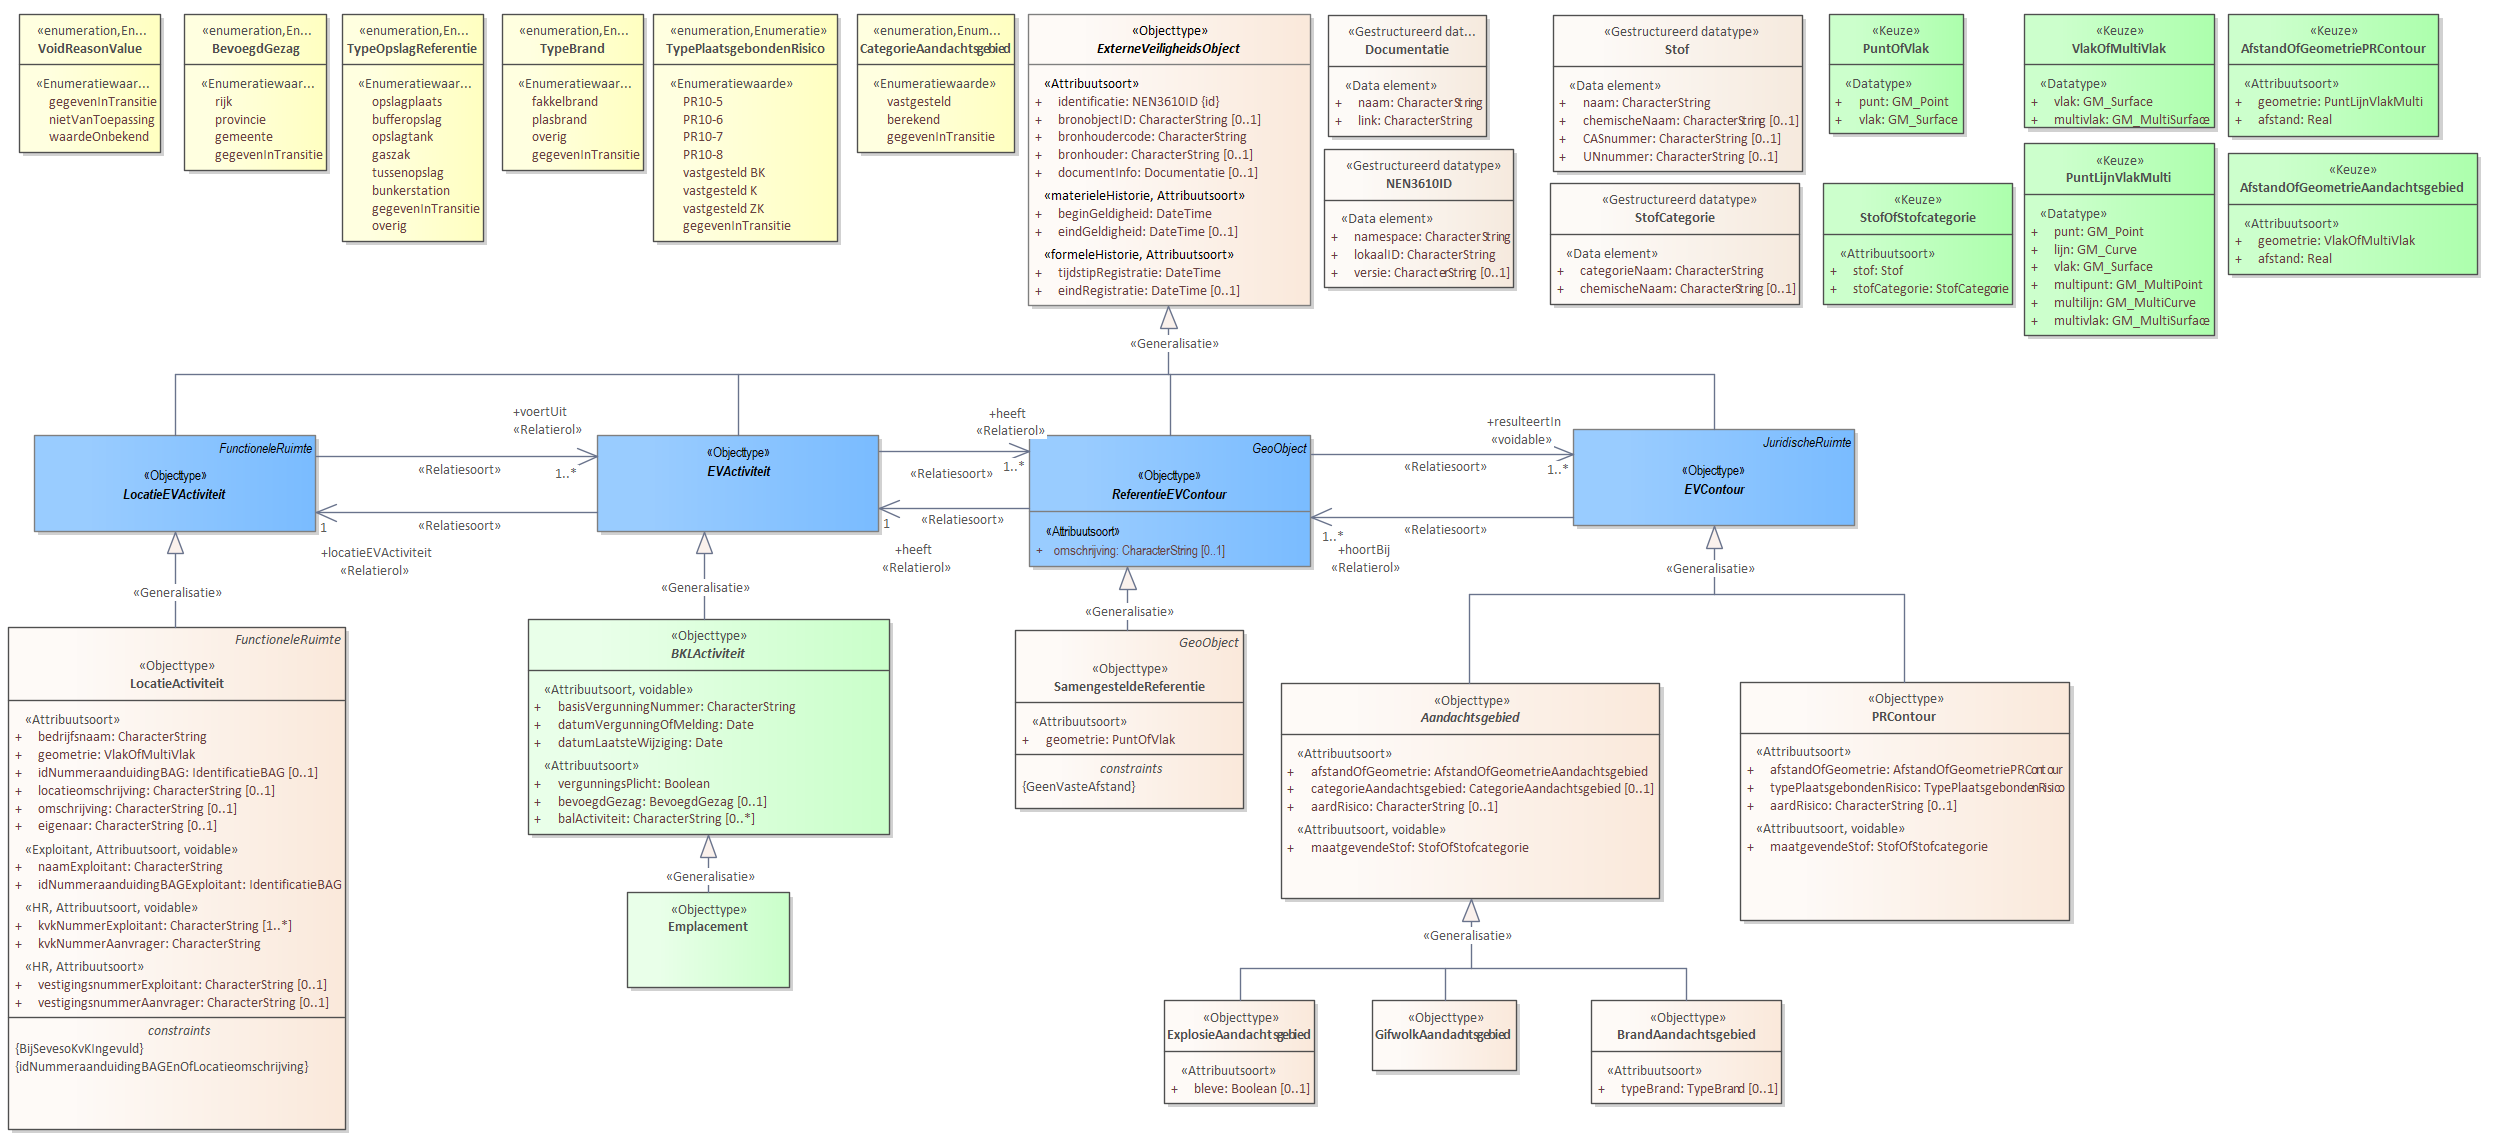 «enumeration,En...
VoidReasonValue
«Enumeratiewaar...
gegevenInTransitie
nietVanToepassing
waardeOnbekend
«enumeration,En...
BevoegdGezag
«Enumeratiewaar...
rijk
provincie
gemeente
gegevenInTransitie
«enumeration,En...
TypeOpslagReferentie
«Enumeratiewaar...
opslagplaats
bufferopslag
opslagtank
gaszak
tussenopslag
bunkerstation
gegevenInTransitie
overig
«enumeration,En...
TypeBrand
«Enumeratiewaar...
fakkelbrand
plasbrand
overig
gegevenInTransitie
«enumeration,Enumeratie»
TypePlaatsgebondenRisico
«Enumeratiewaarde»
PR10-5
PR10-6
PR10-7
PR10-8
vastgesteld BK
vastgesteld K
vastgesteld ZK
gegevenInTransitie
«enumeration,Enum...
CategorieAandachtsgebied
«Enumeratiewaarde»
vastgesteld
berekend
gegevenInTransitie
«Objecttype»
ExterneVeiligheidsObject
«Attribuutsoort»
+ identificatie: NEN3610ID {id}
+ bronobjectID: CharacterString [0..1]
+ bronhoudercode: CharacterString
+ bronhouder: CharacterString [0..1]
+ documentInfo: Documentatie [0..1]
«materieleHistorie, Attribuutsoort»
+ beginGeldigheid: DateTime
+ eindGeldigheid: DateTime [0..1]
«formeleHistorie, Attribuutsoort»
+ tijdstipRegistratie: DateTime
+ eindRegistratie: DateTime [0..1]
«Gestructureerd dat...
Documentatie
«Data element»
+ naam: CharacterString
+ link: CharacterString
«Gestructureerd datatype»
NEN3610ID
«Data element»
+ namespace: CharacterString
+ lokaalID: CharacterString
+ versie: CharacterString [0..1]
«Gestructureerd datatype»
Stof
«Data element»
+ naam: CharacterString
+ chemischeNaam: CharacterString [0..1]
+ CASnummer: CharacterString [0..1]
+ UNnummer: CharacterString [0..1]
«Gestructureerd datatype»
StofCategorie
«Data element»
+ categorieNaam: CharacterString
+ chemischeNaam: CharacterString [0..1]
«Keuze»
PuntOfVlak
«Datatype»
+ punt: GM_Point
+ vlak: GM_Surface
«Keuze»
StofOfStofcategorie
«Attribuutsoort»
+ stof: Stof
+ stofCategorie: StofCategorie
«Keuze»
VlakOfMultiVlak
«Datatype»
+ vlak: GM_Surface
+ multivlak: GM_MultiSurface
«Keuze»
PuntLijnVlakMulti
«Datatype»
+ punt: GM_Point
+ lijn: GM_Curve
+ vlak: GM_Surface
+ multipunt: GM_MultiPoint
+ multilijn: GM_MultiCurve
+ multivlak: GM_MultiSurface
«Keuze»
AfstandOfGeometriePRContour
«Attribuutsoort»
+ geometrie: PuntLijnVlakMulti
+ afstand: Real
«Keuze»
AfstandOfGeometrieAandachtsgebied
«Attribuutsoort»
+ geometrie: VlakOfMultiVlak
+ afstand: Real
«Generalisatie»
FunctioneleRuimte
«Objecttype»
LocatieEVActiviteit
+voertUit
«Relatierol»
«Relatiesoort»
1..*
«Relatiesoort»
1
+locatieEVActiviteit
«Relatierol»
«Objecttype»
EVActiviteit
+heeft
«Relatierol»
1..*
«Relatiesoort»
«Relatiesoort»
1
+heeft
«Relatierol»
GeoObject
«Objecttype»
ReferentieEVContour
«Attribuutsoort»
+ omschrijving: CharacterString [0..1]
+resulteertIn
«voidable»
«Relatiesoort»
1..*
«Relatiesoort»
1..*
+hoortBij
«Relatierol»
JuridischeRuimte
«Objecttype»
EVContour
«Generalisatie»
«Generalisatie»
«Generalisatie»
«Generalisatie»
FunctioneleRuimte
«Objecttype»
LocatieActiviteit
«Attribuutsoort»
+ bedrijfsnaam: CharacterString
+ geometrie: VlakOfMultiVlak
+ idNummeraanduidingBAG: IdentificatieBAG [0..1]
+ locatieomschrijving: CharacterString [0..1]
+ omschrijving: CharacterString [0..1]
+ eigenaar: CharacterString [0..1]
«Exploitant, Attribuutsoort, voidable»
+ naamExploitant: CharacterString
+ idNummeraanduidingBAGExploitant: IdentificatieBAG
«HR, Attribuutsoort, voidable»
+ kvkNummerExploitant: CharacterString [1..*]
+ kvkNummerAanvrager: CharacterString
«HR, Attribuutsoort»
+ vestigingsnummerExploitant: CharacterString [0..1]
+ vestigingsnummerAanvrager: CharacterString [0..1]
constraints
{BijSevesoKvKIngevuld}
{idNummeraanduidingBAGEnOfLocatieomschrijving}
«Objecttype»
BKLActiviteit
«Attribuutsoort, voidable»
+ basisVergunningNummer: CharacterString
+ datumVergunningOfMelding: Date
+ datumLaatsteWijziging: Date
«Attribuutsoort»
+ vergunningsPlicht: Boolean
+ bevoegdGezag: BevoegdGezag [0..1]
+ balActiviteit: CharacterString [0..*]
«Generalisatie»
«Objecttype»
Emplacement
GeoObject
«Objecttype»
SamengesteldeReferentie
«Attribuutsoort»
+ geometrie: PuntOfVlak
constraints
{GeenVasteAfstand}
«Objecttype»
Aandachtsgebied
«Attribuutsoort»
+ afstandOfGeometrie: AfstandOfGeometrieAandachtsgebied
+ categorieAandachtsgebied: CategorieAandachtsgebied [0..1]
+ aardRisico: CharacterString [0..1]
«Attribuutsoort, voidable»
+ maatgevendeStof: StofOfStofcategorie
«Objecttype»
PRContour
«Attribuutsoort»
+ afstandOfGeometrie: AfstandOfGeometriePRContour
+ typePlaatsgebondenRisico: TypePlaatsgebondenRisico
+ aardRisico: CharacterString [0..1]
«Attribuutsoort, voidable»
+ maatgevendeStof: StofOfStofcategorie
«Generalisatie»
«Objecttype»
ExplosieAandachtsgebied
«Attribuutsoort»
+ bleve: Boolean [0..1]
«Objecttype»
GifwolkAandachtsgebied
«Objecttype»
BrandAandachtsgebied
«Attribuutsoort»
+ typeBrand: TypeBrand [0..1]